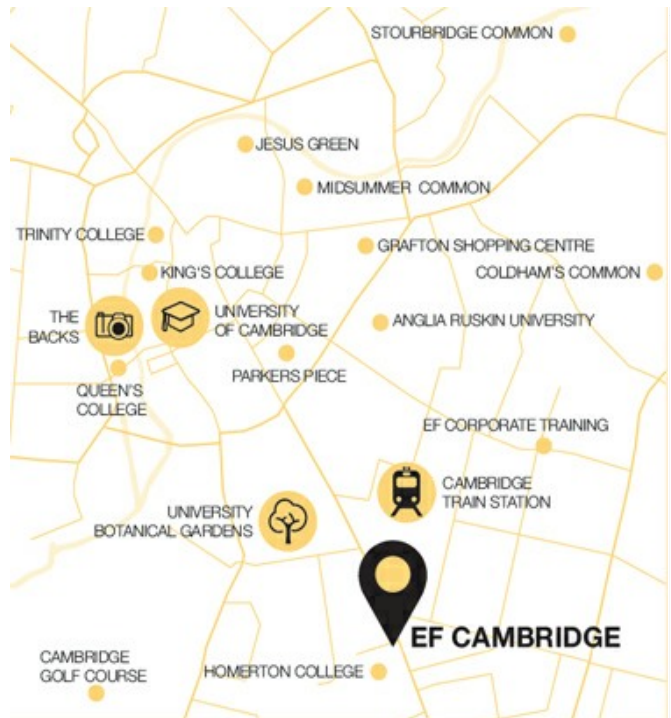 STOURBRIDGE COMMON
JESUS GREEN
MIDSUMMER COMMON
TRINITY COLLEGE
GRAFTON SHOPPING CENTRE
KING'S COLLEGE
COLDHAM'S COMMON
THE
BACKS
UNIVERSITY
OF CAMBRIDGE
ANGLIA RUSKIN UNIVERSITY
PARKERS PIECE
QUEEN'S
COLLEGE
EF CORPORATE TRAINING
CAMBRIDGE
TRAIN STATION
UNIVERSITY
BOTANICAL GARDENS
EF CAMBRIDGE
CAMBRIDGE
GOLF COURSE
HOMERTON COLLEGE